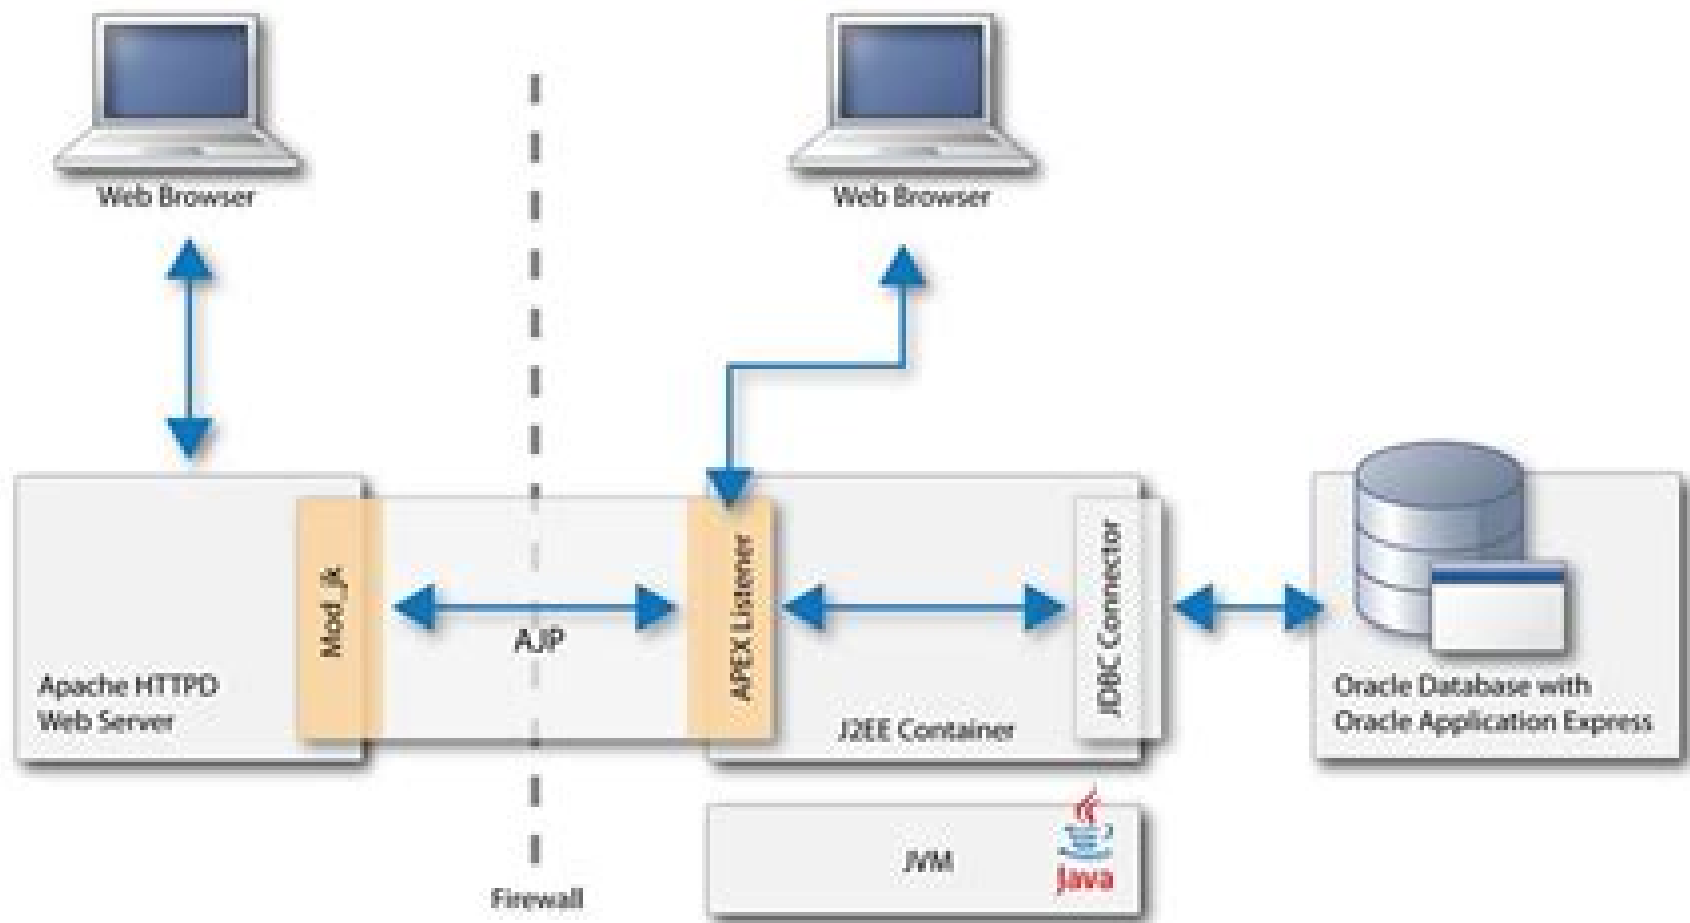 Web Browser
Web Browser
Mod_jk
AJP
APEX Listener
JDBC Connector
Apache HTTPD
Web Server
J2EE Container
Oracle Database with
Oracle Application Express
JVM
Java
Firewall